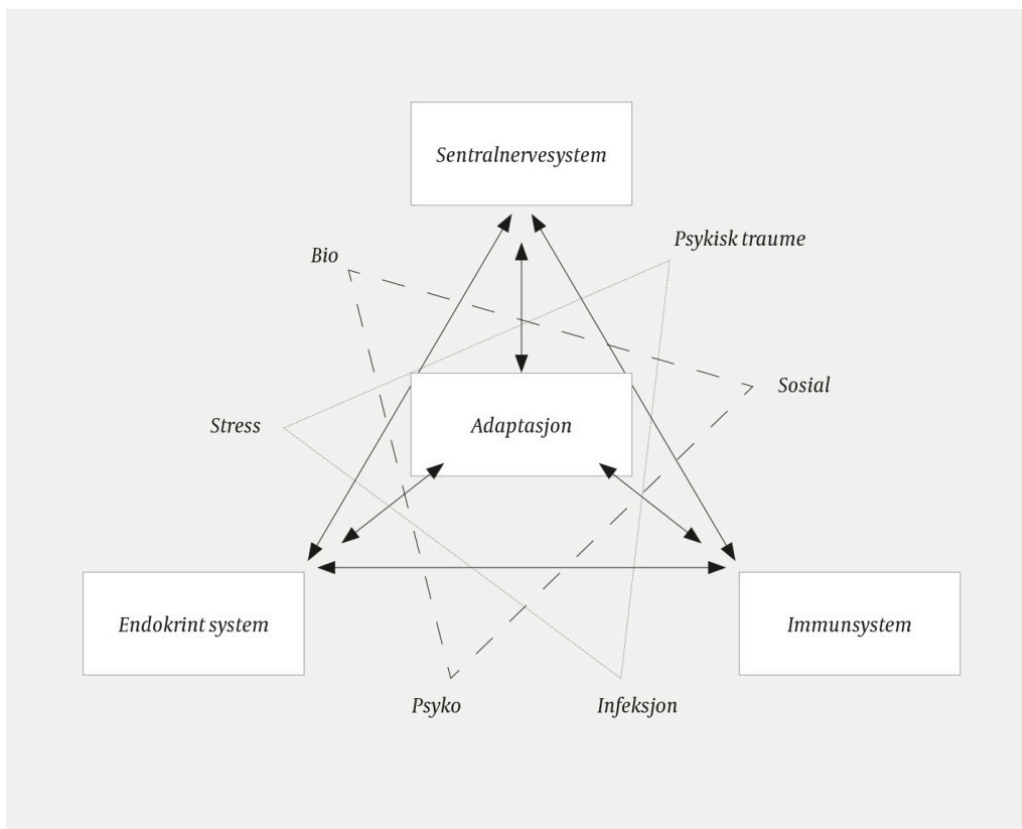 Sentralnervesystem
Psykisk traume
Bio
Sosial
Stress
Adaptasjon
Endokrint system
Immunsystem
Psyko
Infeksjon